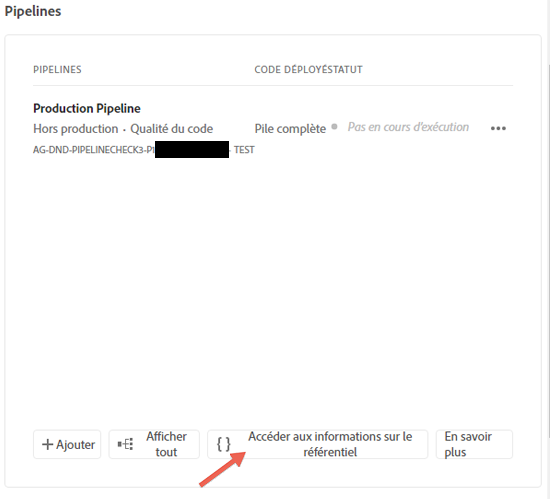 Pipelines
PIPELINES CODE DÉPLOYÉSTATUT
Production Pipeline
Hors production · Qualité du code Pile complète Pas en cours d'exécution
AG-DND-PIPELINECHECK3- TEST
Ajouter
Afficher
tout
Accéder aux informations sur le
référentiel
En savoir
plus